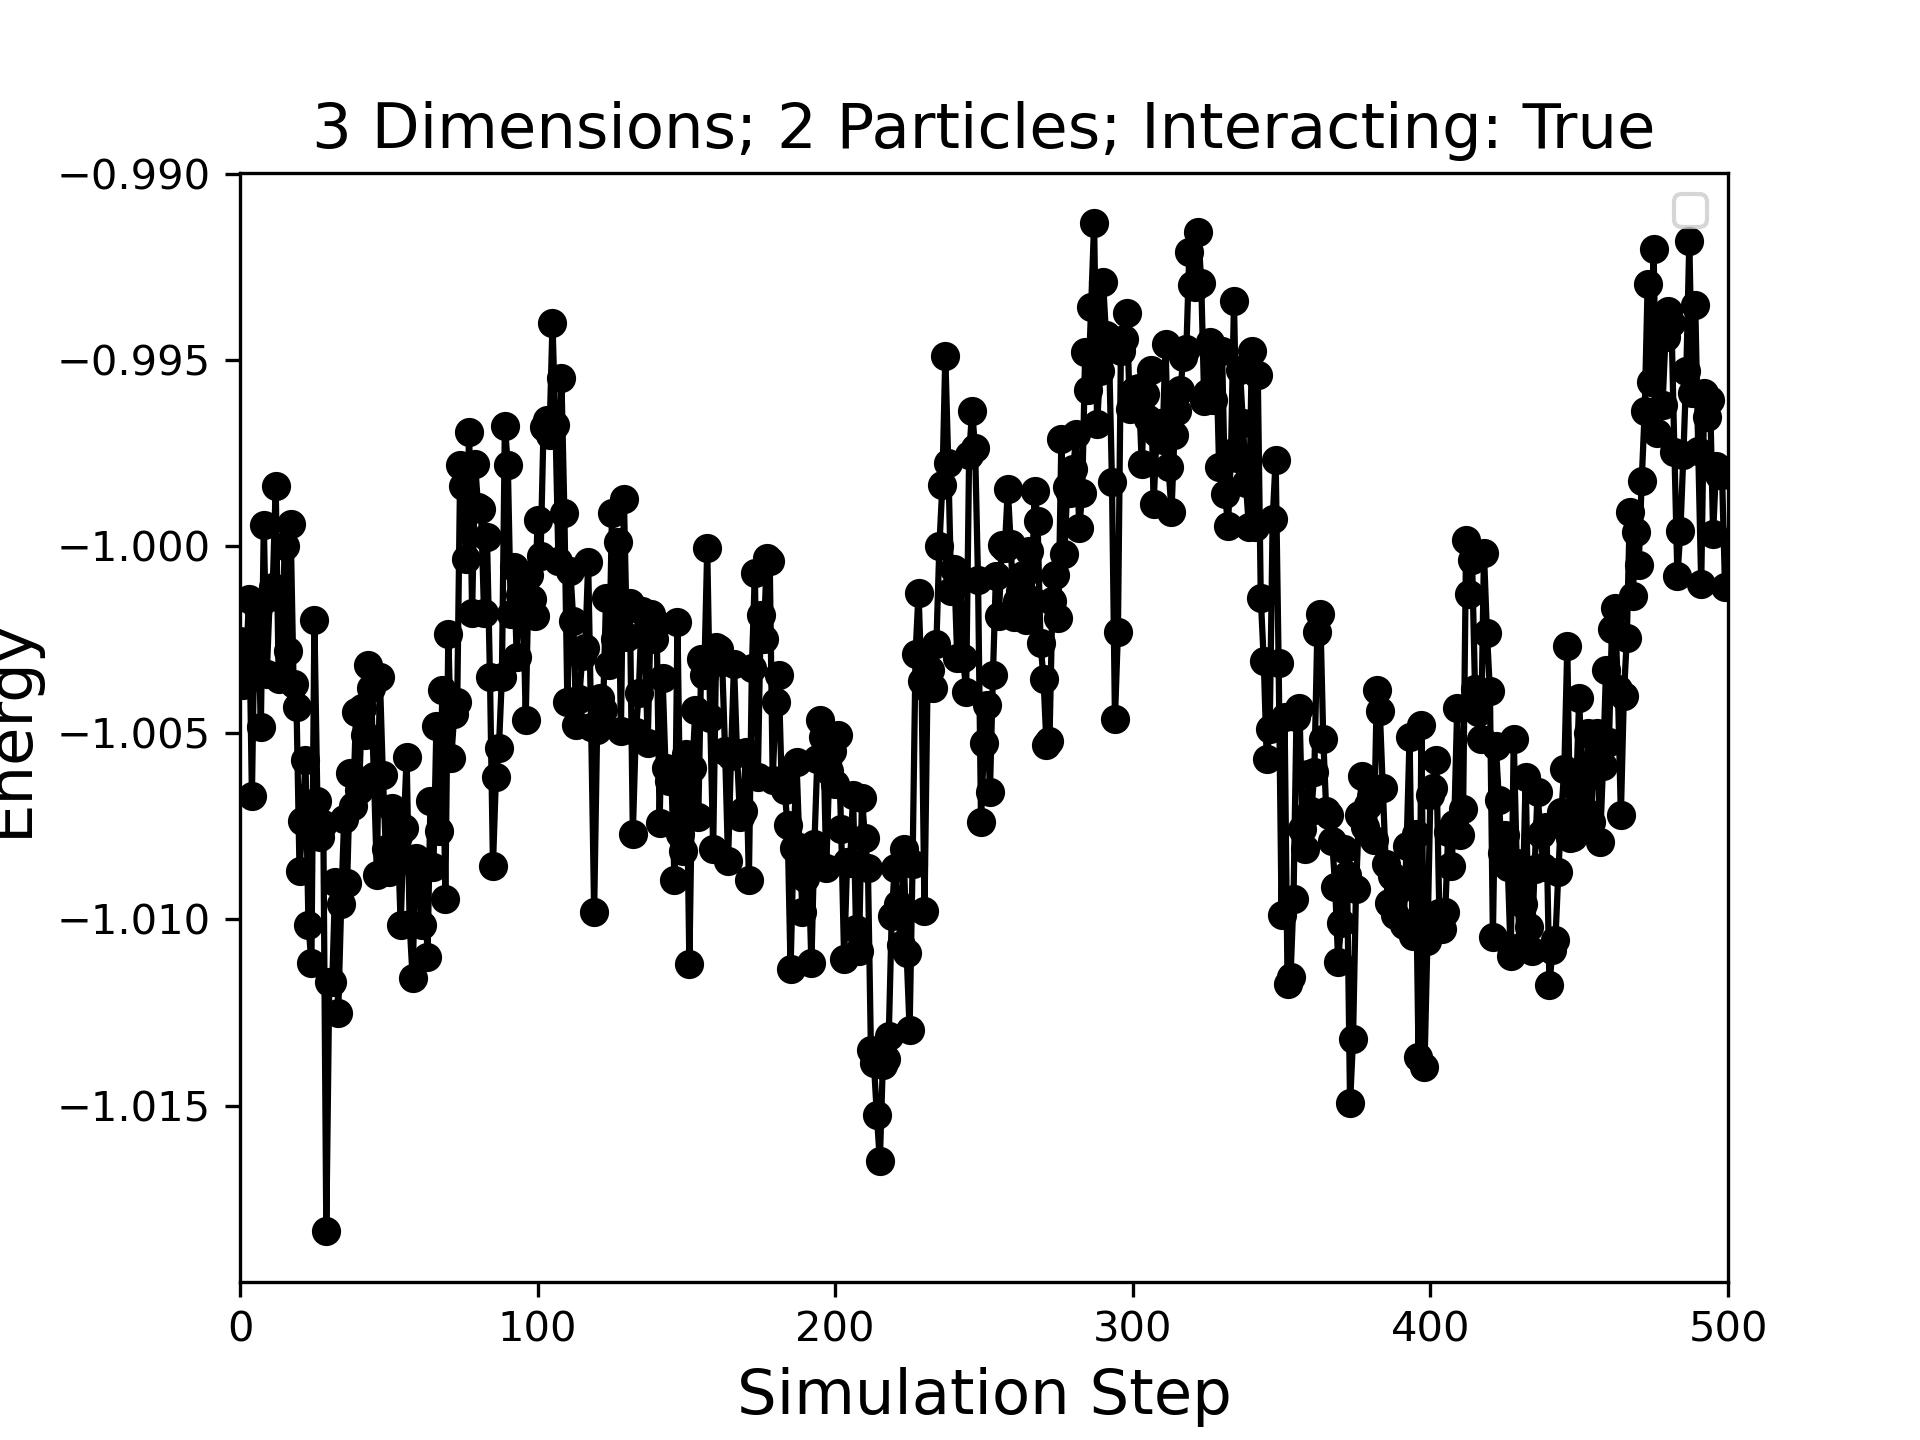 3 Dimensions; 2 Particles; Interacting: True
Energy
−0.990
−0.995
−1.000
−1.005
−1.010
−1.015
0 100 200 300 400 500
Simulation Step